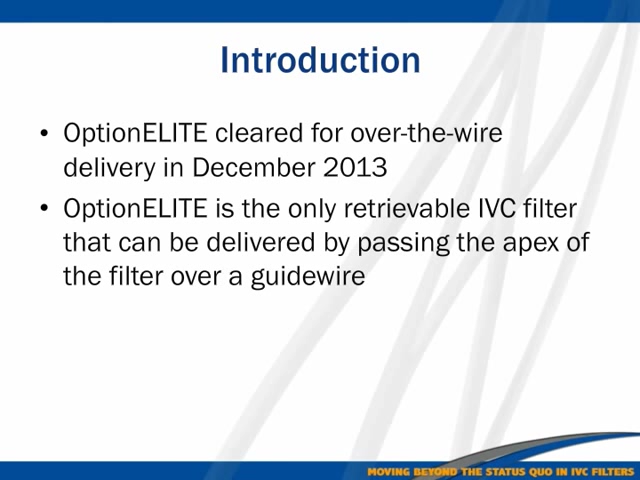 Introduction
• OptionELITE cleared for over-the-wire
delivery in December 2013
• OptionELITE is the only retrievable IVC filter
that can be delivered by passing the apex of
the filter over a guidewire
MOVING BEYOND THE STATUS QUO IN IVC FILTERS